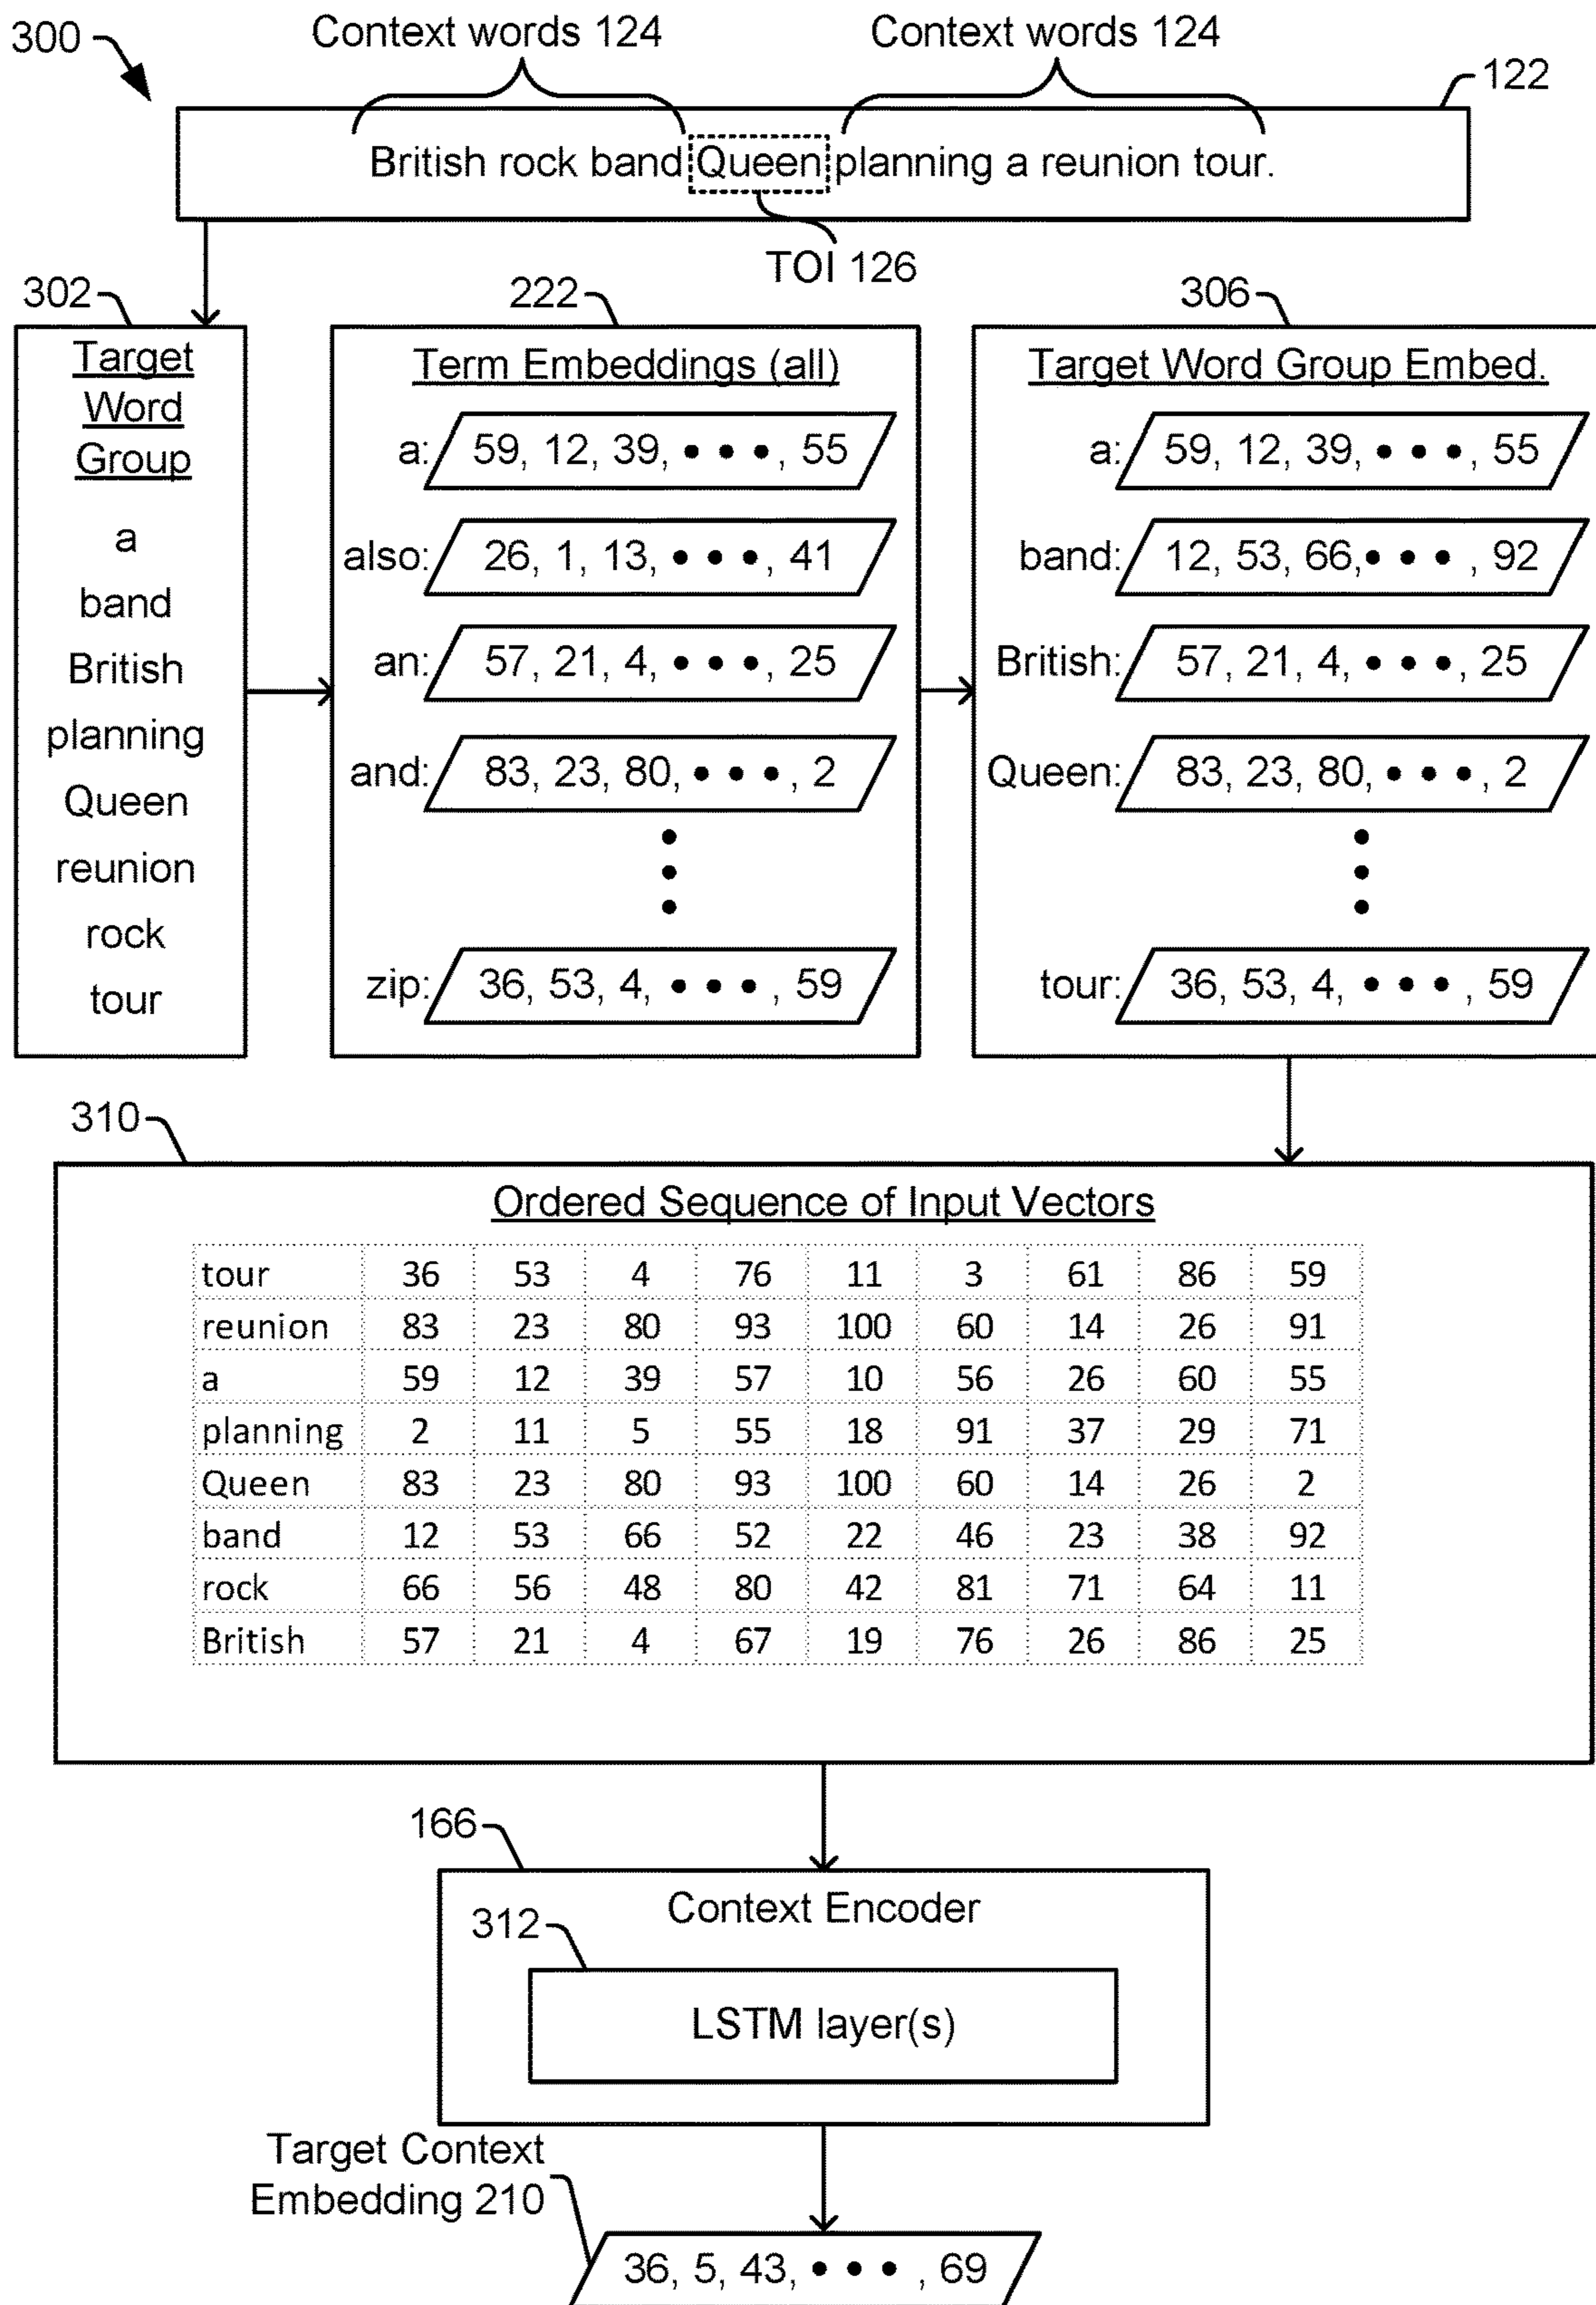 300
Context words 124 Context words 124
122
British rock band Queen planning a reunion tour.
TOI 126
302 222 306
Target
Word
Group
a
band
British
planning
Queen
reunion
rock
tour
Term Embeddings (all)
a: 59, 12, 39, • • •, 55
also: 26, 1, 13, • • •, 41
an: 57, 21, 4, • • •, 25
and: 83, 23, 80, • • •, 2
zip: 36, 53, 4, • • •, 59
Target Word Group Embed.
a: 59, 12, 39, • • •, 55
band: 12, 53, 66, • • • , 92
British: 57, 21, 4, • • •, 25
Queen: 83, 23, 80, • • •, 2
tour: 36, 53, 4, • • • , 59
310
Ordered Sequence of Input Vectors
tour 36 53 4 76 11 3 61 86 59
reunion 83 23 80 93 100 60 14 26 91
a 59 12 39 57 10 56 26 60 55
planning 2 11 5 55 18 91 37 29 71
Queen 83 23 80 93 100 60 14 26 2
band 12 53 66 52 22 46 23 38 92
rock 66 56 48 80 42 81 71 64 11
British 57 21 4 67 19 76 26 86 25
166
Context Encoder
312
LSTM layer(s)
Target Context
Embedding 210
36, 5, 43, • • • , 69